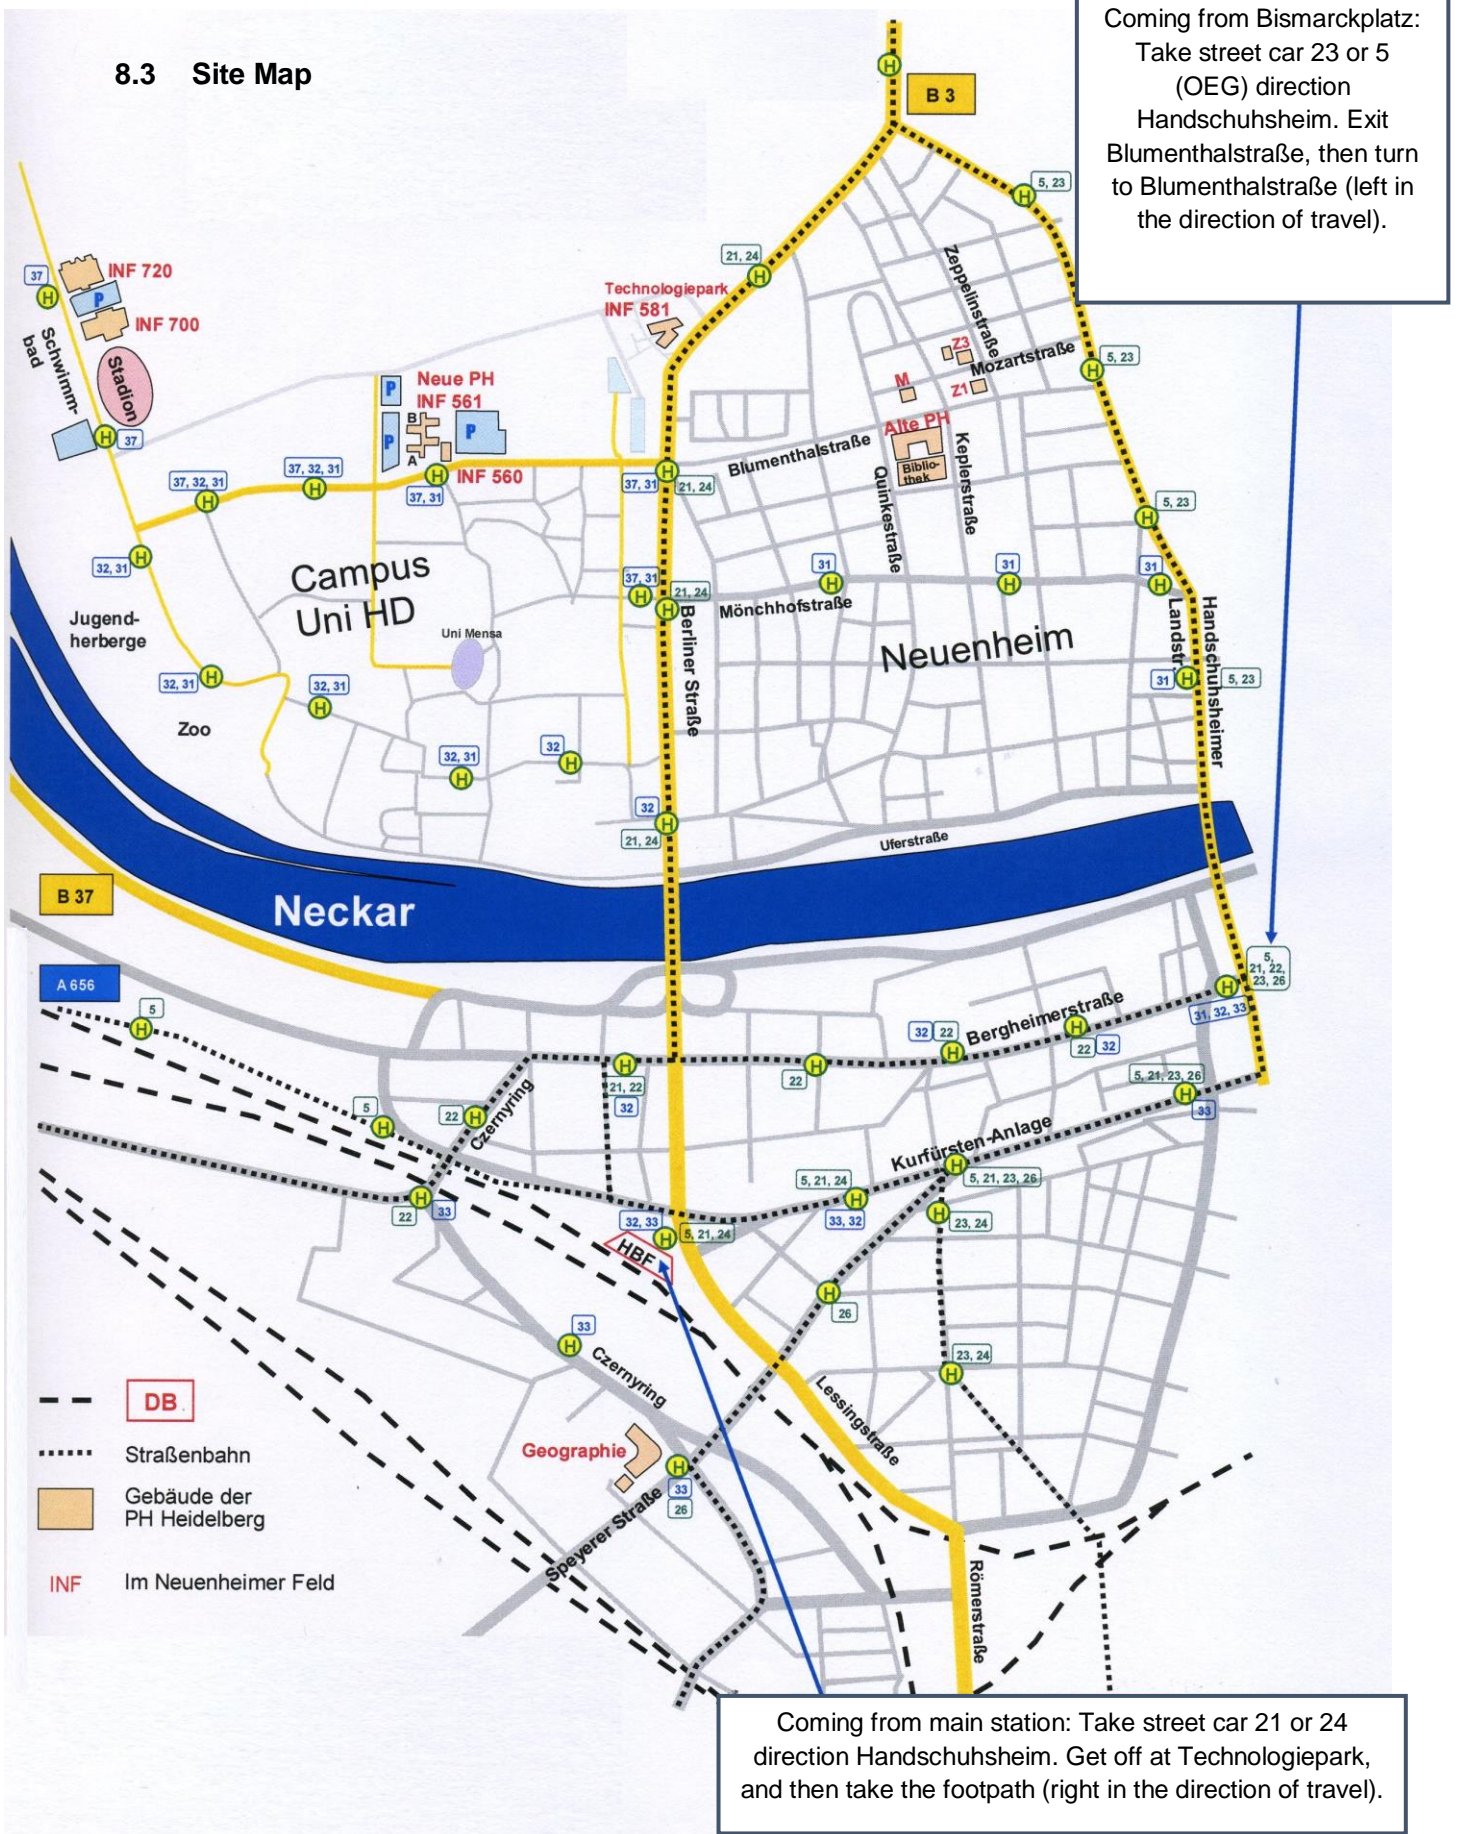 8.3 Site Map
Coming from Bismarckplatz:
Take street car 23 or 5
(OEG) direction
Handschuhsheim. Exit
Blumenthalstraße, then turn
to Blumenthalstraße (left in
the direction of travel).
H
B 3
5, 23
H
21, 24
H
Zeppelinstraße
37
H
INF 720
P
INF 700
Schwimm-
bad
Stadion
Technologiepark
INF 581
Z3
Mozartstraße
5, 23
H
M
Z1
P
Neue PH
INF 561
B
P
A
P
INF 560
H
37
Alte PH
Biblio-
thek
Blumenthalstraße
Quinkestraße
Keplerstraße
37, 32, 31
H
37, 32, 31
H
H
37, 31
37, 31
H
21, 24
5, 23
H
H
32, 31
Campus
Uni HD
37, 31
H
21, 24
H
31
H
31
H
31
H
Mönchhofstraße
Berliner Straße
Jugend-
herberge
Uni Mensa
Neuenheim
Landstr.
Handschuhsheimer
31
H
5, 23
32, 31
H
32, 31
H
Zoo
32, 31
H
32
H
32
H
21, 24
Uferstraße
Neckar
B 37
A 656
5
H
5,
21, 22,
23, 26
H
31, 32, 33
Bergheimerstraße
32
22
H
H
22
32
H
21, 22
32
H
22
5, 21, 23, 26
H
33
5
H
22
H
Czernyring
Kurfürsten-Anlage
H
5, 21, 23, 26
5, 21, 24
H
33, 32
H
22
33
H
23, 24
32, 33
H
5, 21, 24
HBF
H
26
33
H
Czernyring
23, 24
H
Lessingstraße
DB
Straßenbahn
Gebäude der
PH Heidelberg
INF
Im Neuenheimer Feld
Geographie
H
33
26
Speyerer Straße
Römerstraße
Coming from main station: Take street car 21 or 24
direction Handschuhsheim. Get off at Technologiepark,
and then take the footpath (right in the direction of travel).